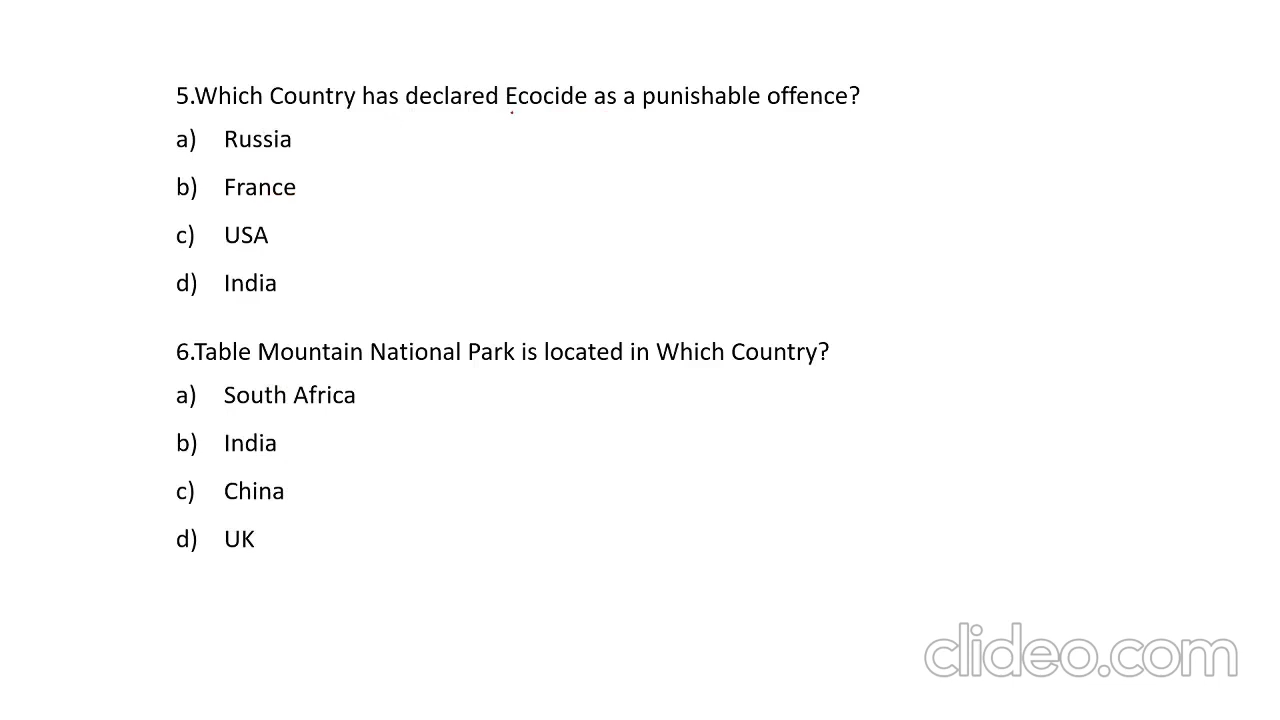 5.Which Country has declared Ecocide as a punishable offence?
a) Russia
b) France
c) USA
d) India
6.Table Mountain National Park is located in Which Country?
a) South Africa
b) India
c) China
d) UK
clideo.com